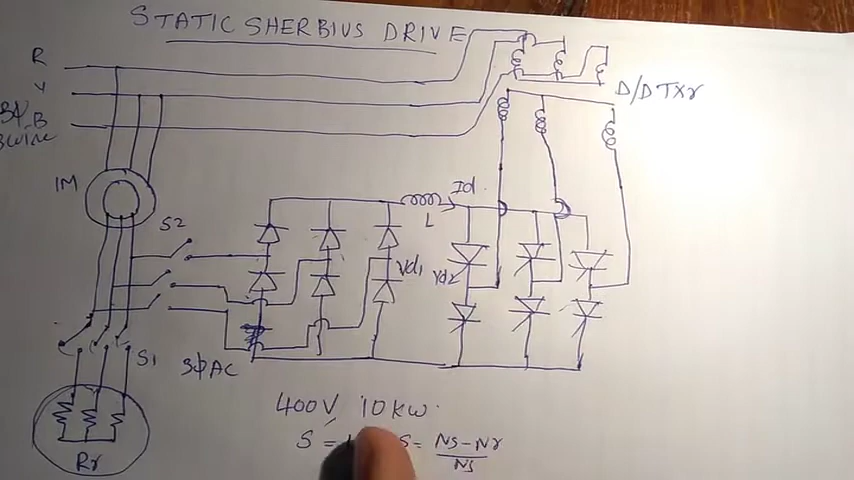 STATIC SHERBIUS DRIVE
R
Y
3ϕ B
3wire
D/D TXr
IM
S2
Id
L
Vd1
Vd2
S1
3ϕAC
400V 10kw.
S =
S = Ns-Nr
Ns
Rr